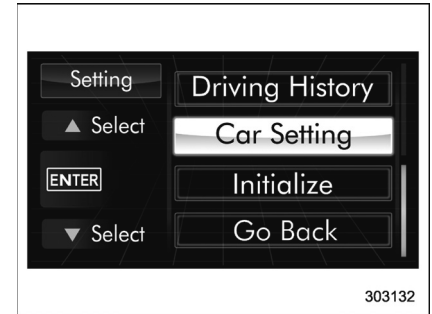 Setting
▲ Select
ENTER
▼ Select
Driving History
Car Setting
Initialize
Go Back
303132